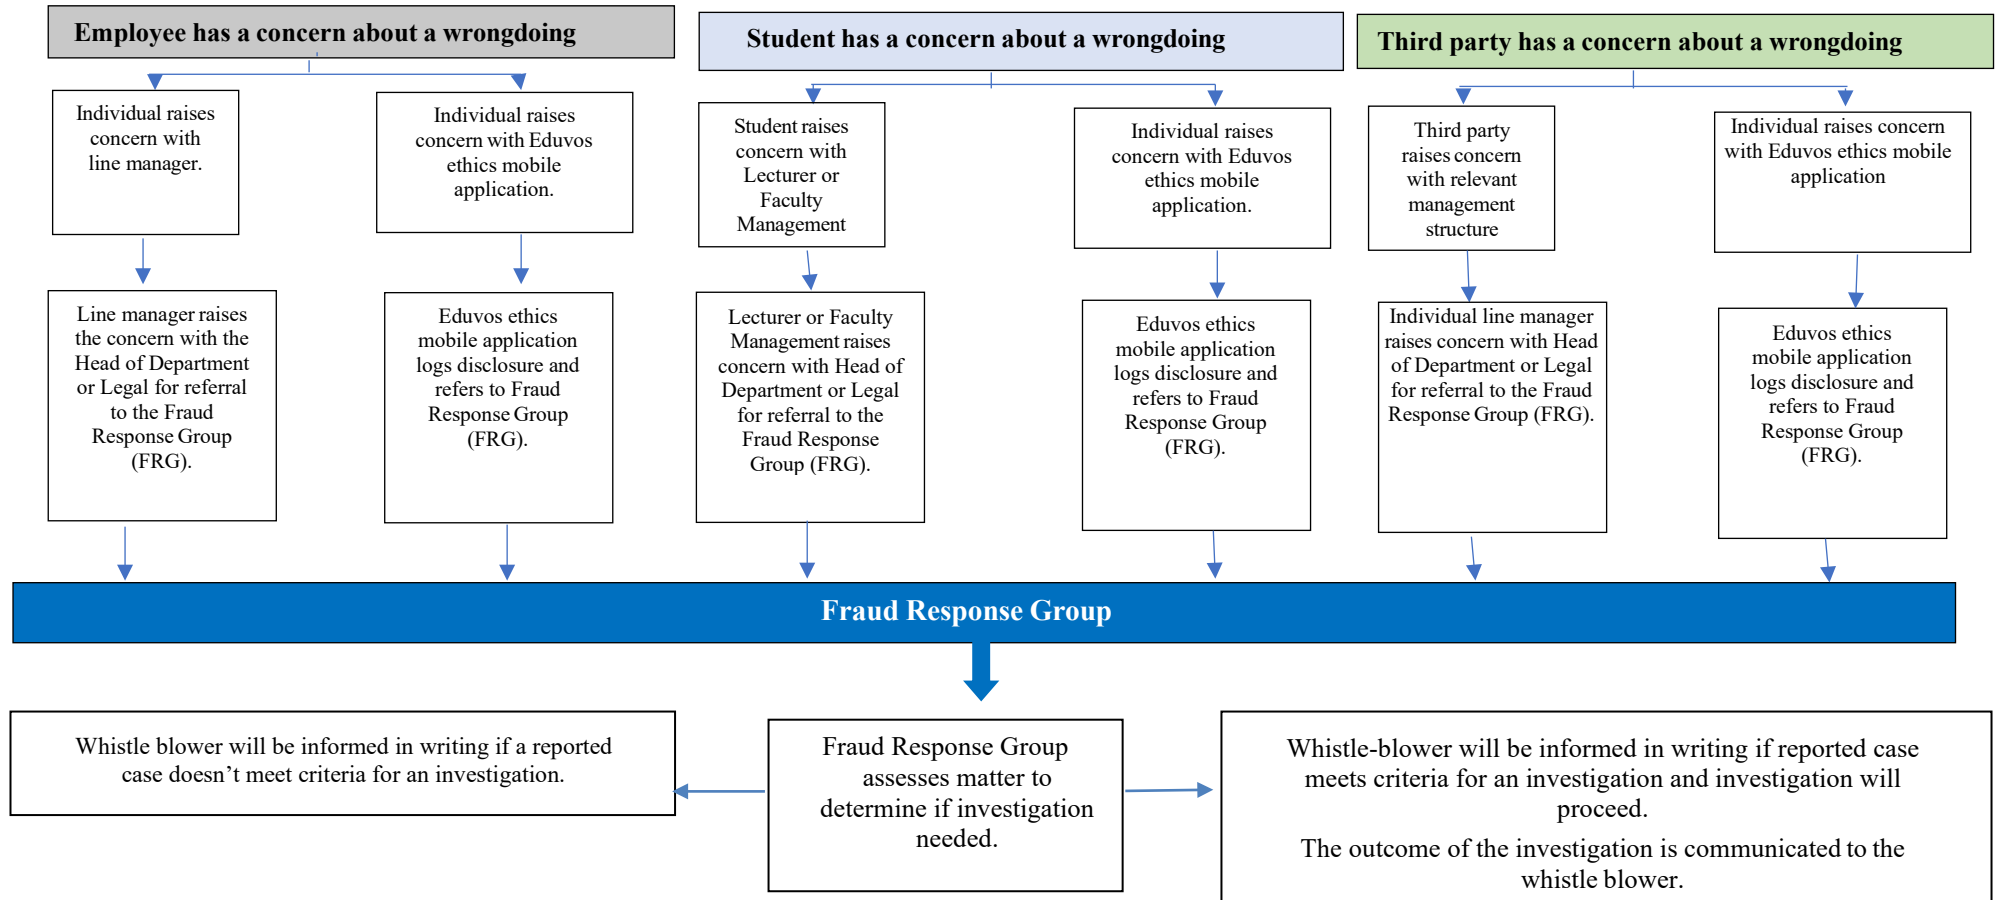 Employee has a concern about a wrongdoing
Student has a concern about a wrongdoing
Third party has a concern about a wrongdoing
Individual raises
concern with
line manager.
Individual raises
concern with Eduvos
ethics mobile
application.
Student raises
concern with
Lecturer or
Faculty
Management
Individual raises
concern with Eduvos
ethics mobile
application.
Third party
raises concern
with relevant
management
structure
Individual raises concern
with Eduvos ethics mobile
application
Line manager raises
the concern with the
Head of Department
or Legal for referral
to the Fraud
Response Group
(FRG).
Eduvos ethics
mobile application
logs disclosure and
refers to Fraud
Response Group
(FRG).
Lecturer or Faculty
Management raises
concern with Head of
Department or Legal
for referral to the
Fraud Response
Group (FRG).
Eduvos ethics
mobile application
logs disclosure and
refers to Fraud
Response Group
(FRG).
Individual line manager
raises concern with Head
of Department or Legal
for referral to the Fraud
Response Group (FRG).
Eduvos ethics
mobile application
logs disclosure and
refers to Fraud
Response Group
(FRG).
Fraud Response Group
Whistle blower will be informed in writing if a reported
case doesn’t meet criteria for an investigation.
Fraud Response Group
assesses matter to
determine if investigation
needed.
Whistle-blower will be informed in writing if reported case
meets criteria for an investigation and investigation will
proceed.
The outcome of the investigation is communicated to the
whistle blower.